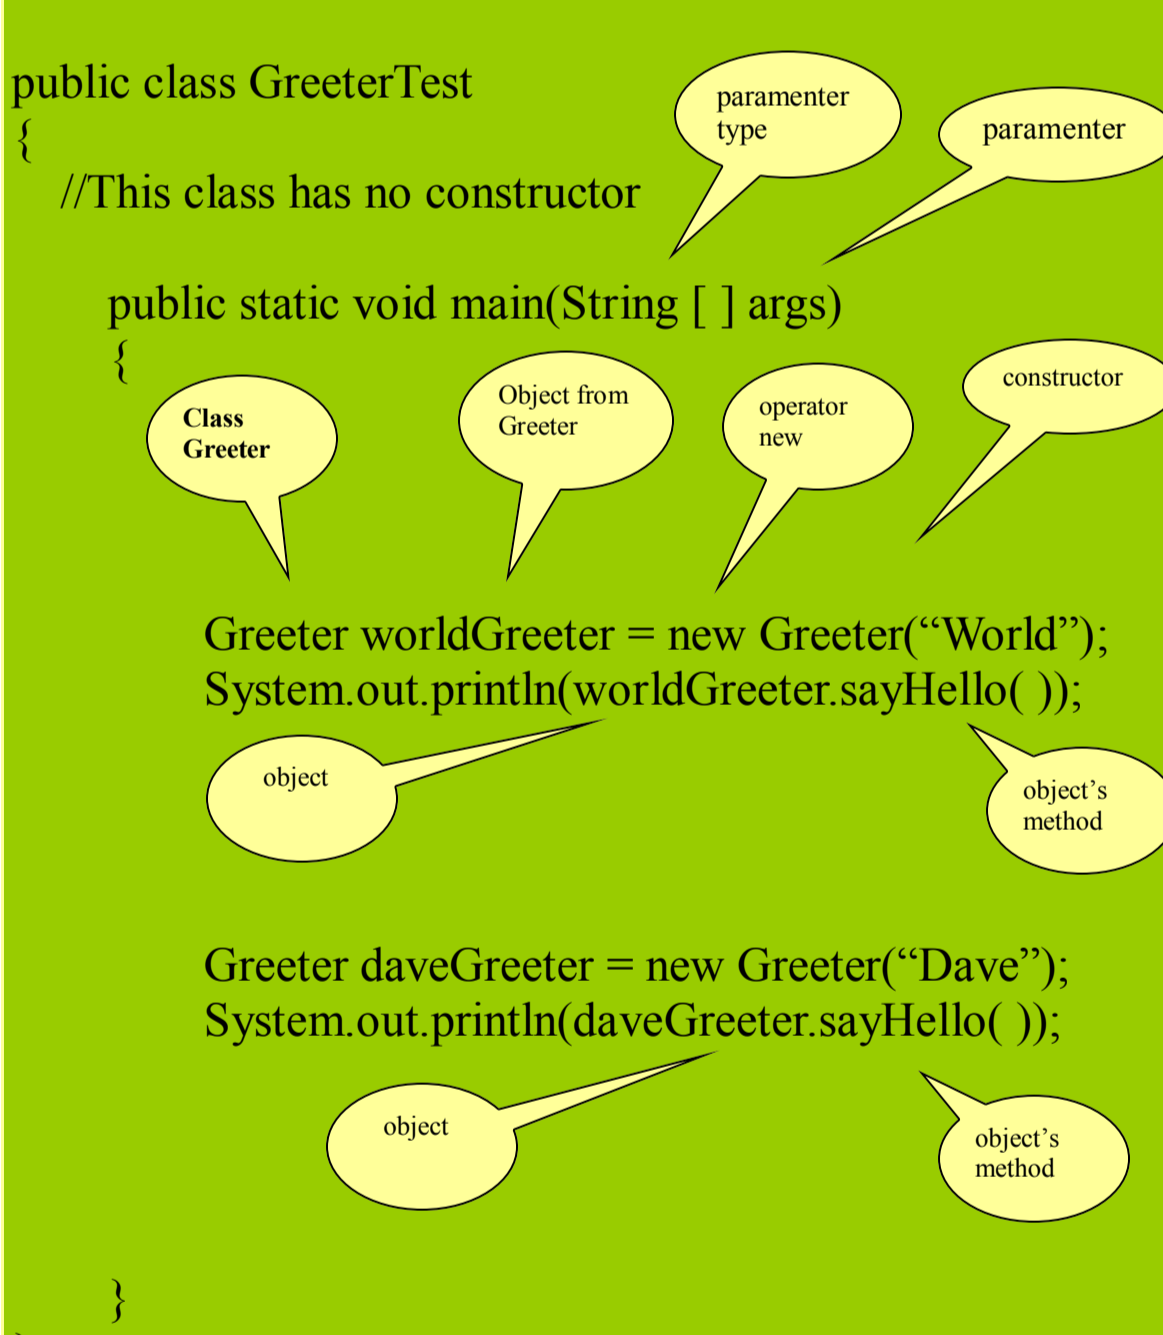 public class GreeterTest
{
//This class has no constructor
paramenter
type
paramenter
public static void main(String [ ] args)
{
Class
Greeter
Object from
Greeter
operator
new
constructor
Greeter worldGreeter = new Greeter(“World”);
System.out.println(worldGreeter.sayHello( ));
object
object’s
method
Greeter daveGreeter = new Greeter(“Dave”);
System.out.println(daveGreeter.sayHello( ));
object
object’s
method
}